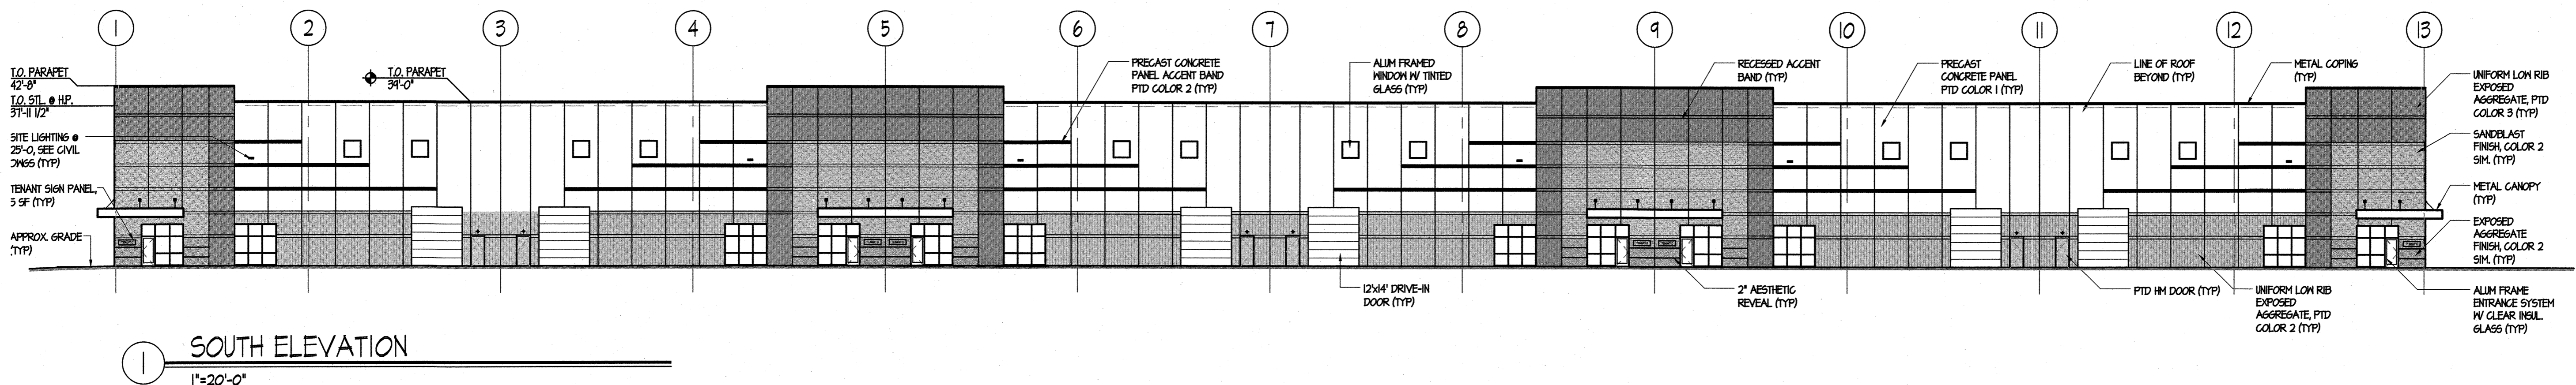 1
2
3
4
5
6
7
8
9
10
11
12
13
T.O. PARAPET
42'-8"
T.O. STL. @ H.P.
37'-11 1/2"
SITE LIGHTING @
25'-0, SEE CIVIL
DWGS (TYP)
TENANT SIGN PANEL,
5 SF (TYP)
APPROX. GRADE
(TYP)
T.O. PARAPET
39'-0"
PRECAST CONCRETE
PANEL ACCENT BAND
PTD COLOR 2 (TYP)
ALUM FRAMED
WINDOW W/ TINTED
GLASS (TYP)
RECESSED ACCENT
BAND (TYP)
PRECAST
CONCRETE PANEL
PTD COLOR 1 (TYP)
LINE OF ROOF
BEYOND (TYP)
METAL COPING
(TYP)
UNIFORM LOW RIB
EXPOSED
AGGREGATE, PTD
COLOR 3 (TYP)
SANDBLAST
FINISH, COLOR 2
SIM. (TYP)
METAL CANOPY
(TYP)
EXPOSED
AGGREGATE
FINISH, COLOR 2
SIM. (TYP)
ALUM FRAME
ENTRANCE SYSTEM
W/ CLEAR INSUL.
GLASS (TYP)
12'x14' DRIVE-IN
DOOR (TYP)
2" AESTHETIC
REVEAL (TYP)
PTD HM DOOR (TYP)
UNIFORM LOW RIB
EXPOSED
AGGREGATE, PTD
COLOR 2 (TYP)
1
SOUTH ELEVATION
1"=20'-0"